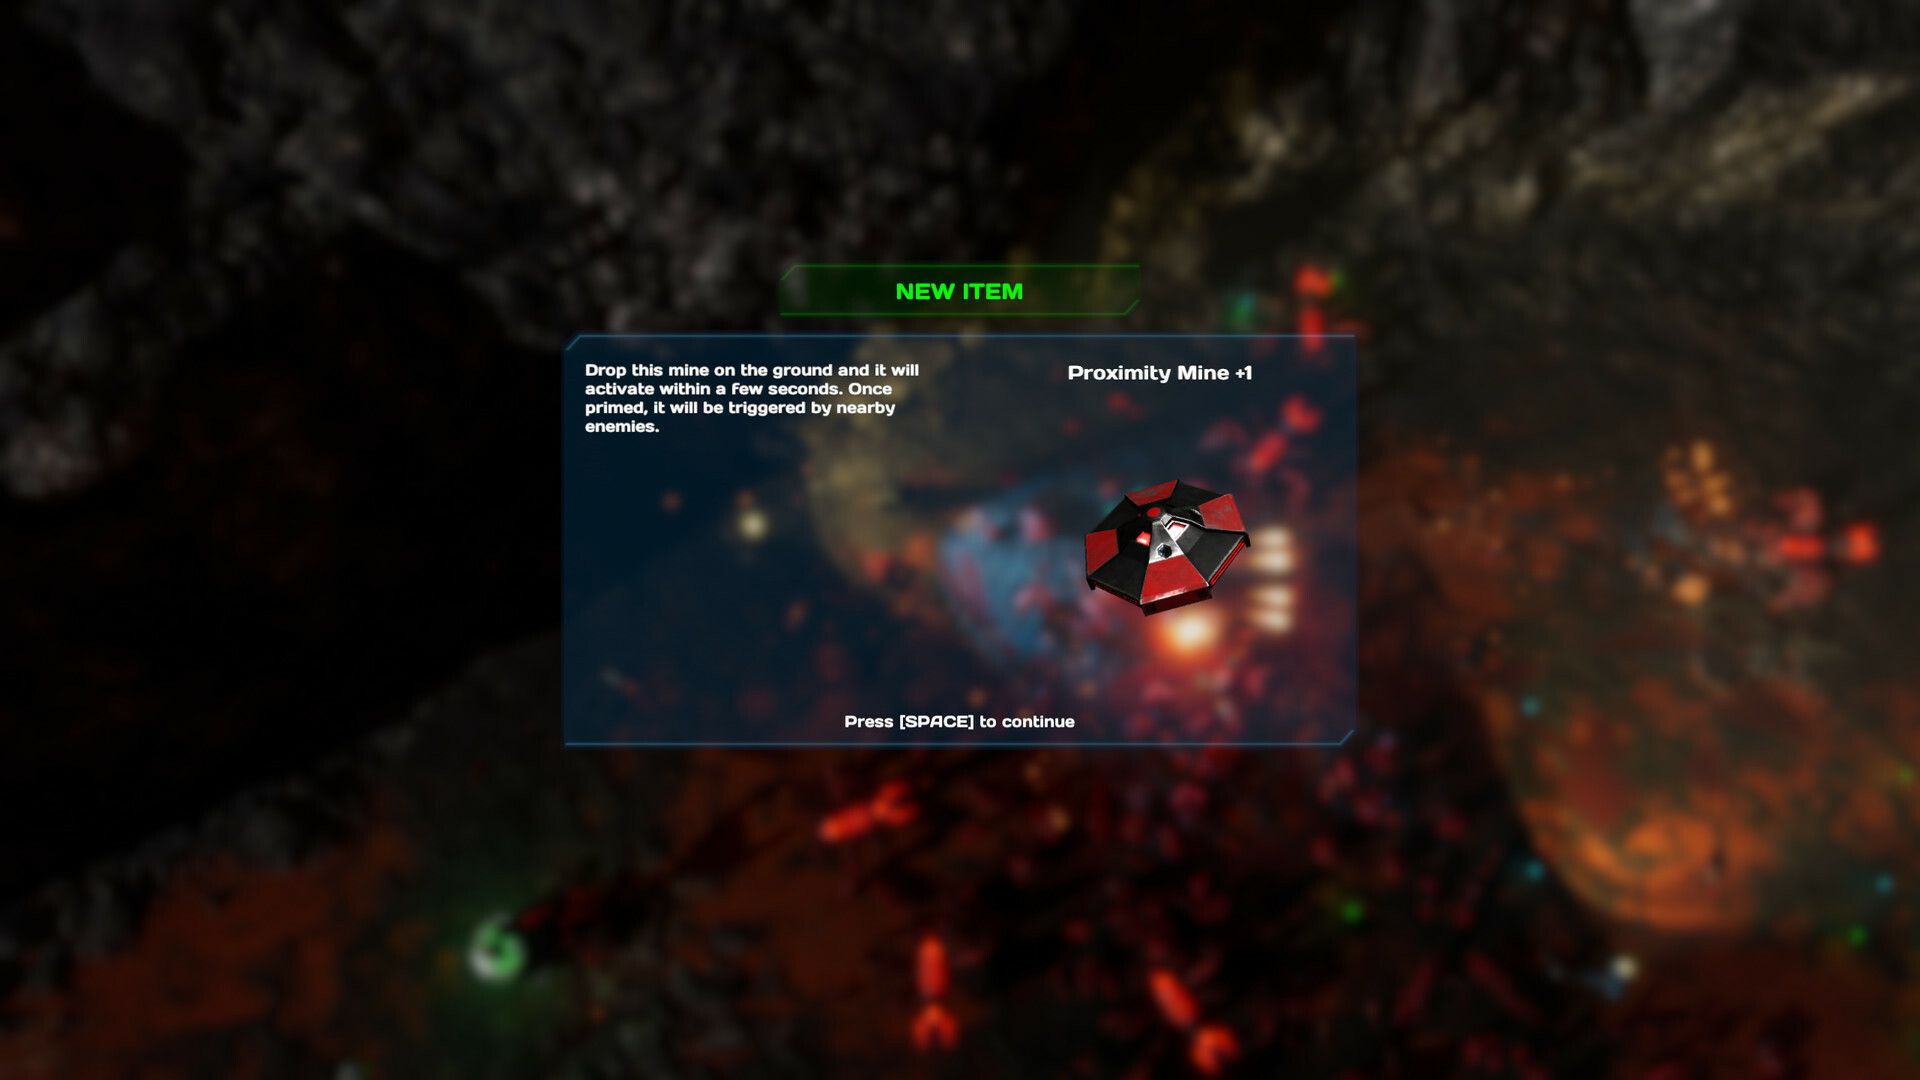 NEW ITEM
Drop this mine on the ground and it will
activate within a few seconds. Once
primed, it will be triggered by nearby
enemies.
Proximity Mine +1
Press [SPACE] to continue